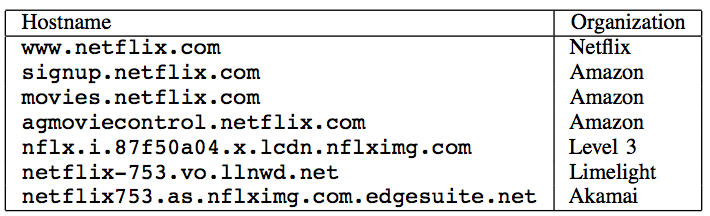 Hostname Organization
www.netflix.com Netflix
signup.netflix.com Amazon
movies.netflix.com Amazon
agmoviecontrol.netflix.com Amazon
nflx.i.87f50a04.x.lcdn.nflximg.com Level 3
netflix-753.vo.llnwd.net Limelight
netflix753.as.nflximg.com.edgesuite.net Akamai